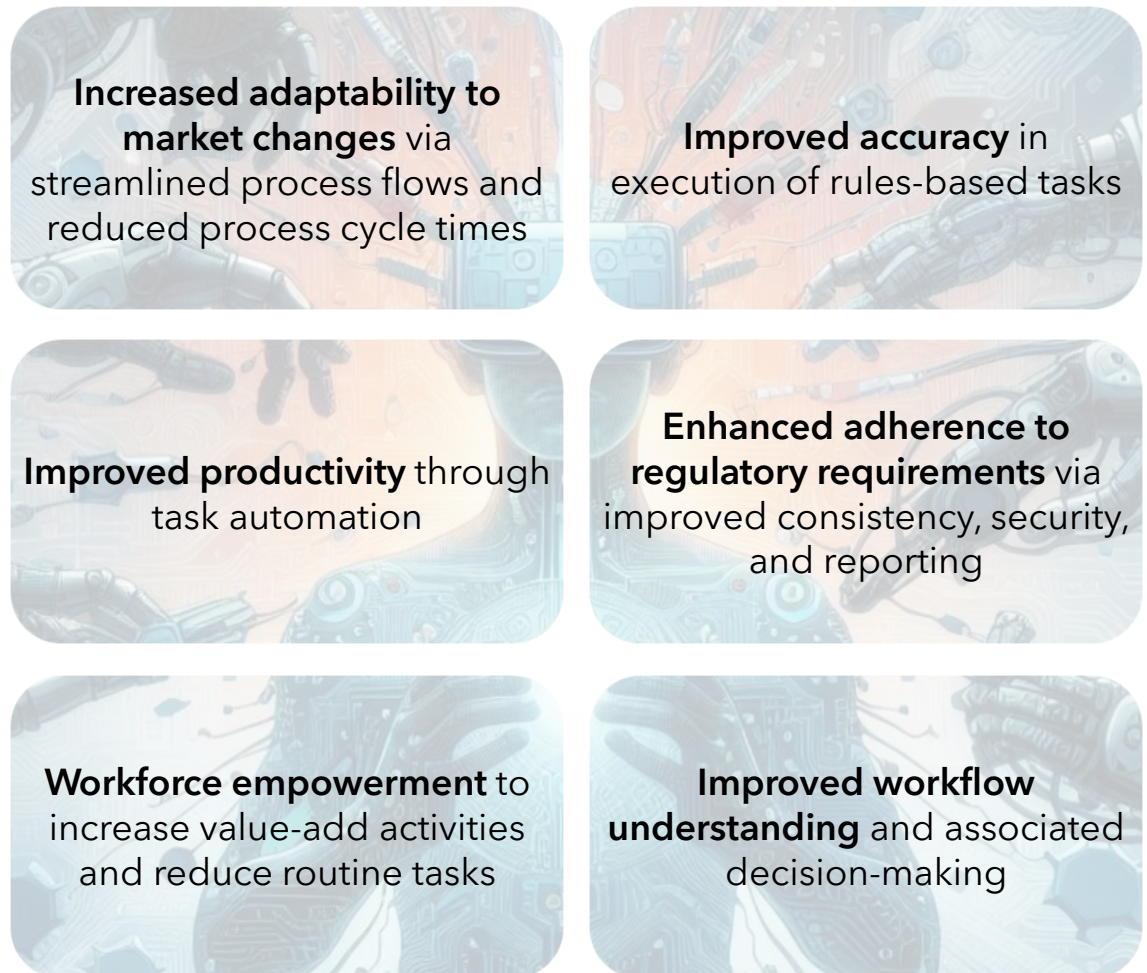 Increased adaptability to
market changes via
streamlined process flows and
reduced process cycle times
Improved accuracy in
execution of rules-based tasks
Improved productivity through
task automation
Enhanced adherence to
regulatory requirements via
improved consistency, security,
and reporting
Workforce empowerment to
increase value-add activities
and reduce routine tasks
Improved workflow
understanding and associated
decision-making